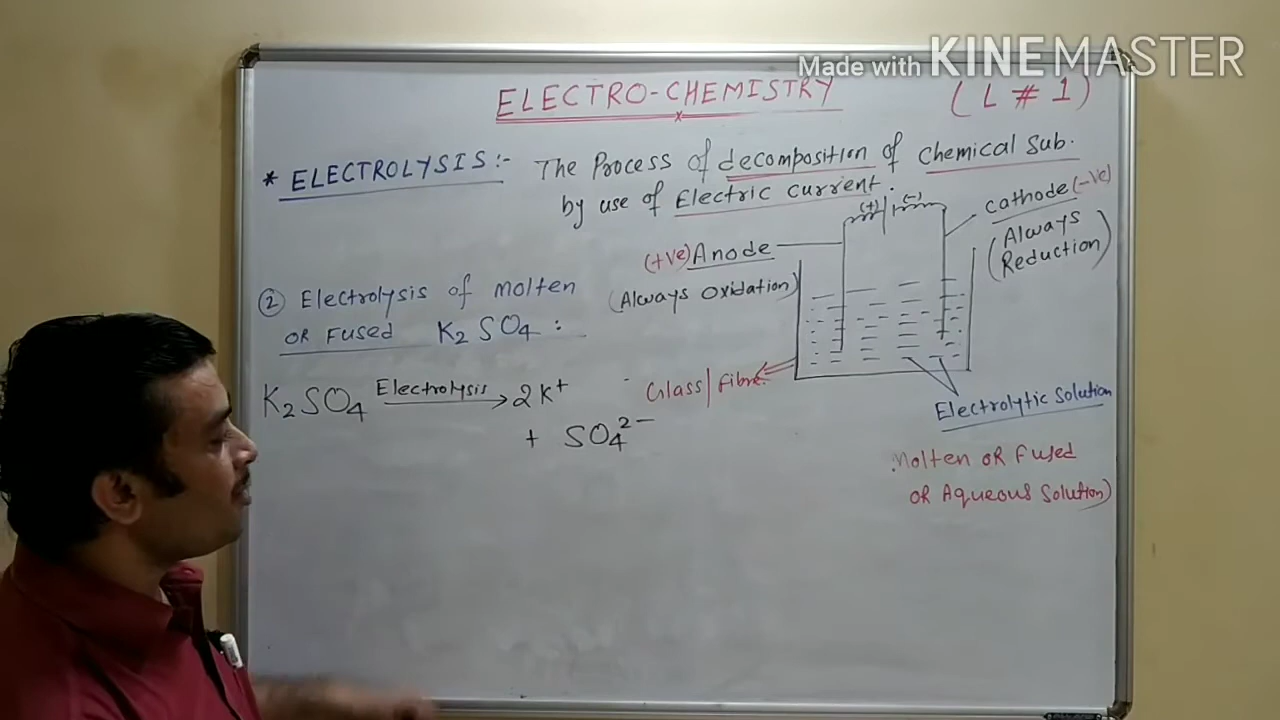 Made with KINEMASTER
ELECTRO-CHEMISTRY
(L # 1)
* ELECTROLYSIS:- The Process of decomposition of Chemical Sub.
by use of Electric current.
(+) (-)
Cathode (-ve)
(Always
Reduction)
(+ve) Anode
(Always Oxidation)
② Electrolysis of molten
OR Fused K₂SO₄ :
K₂SO₄ Electrolysis → 2K⁺
+ SO₄²⁻
Glass/Fibre.
Electrolytic Solution
Molten OR Fused
OR Aqueous Solution)